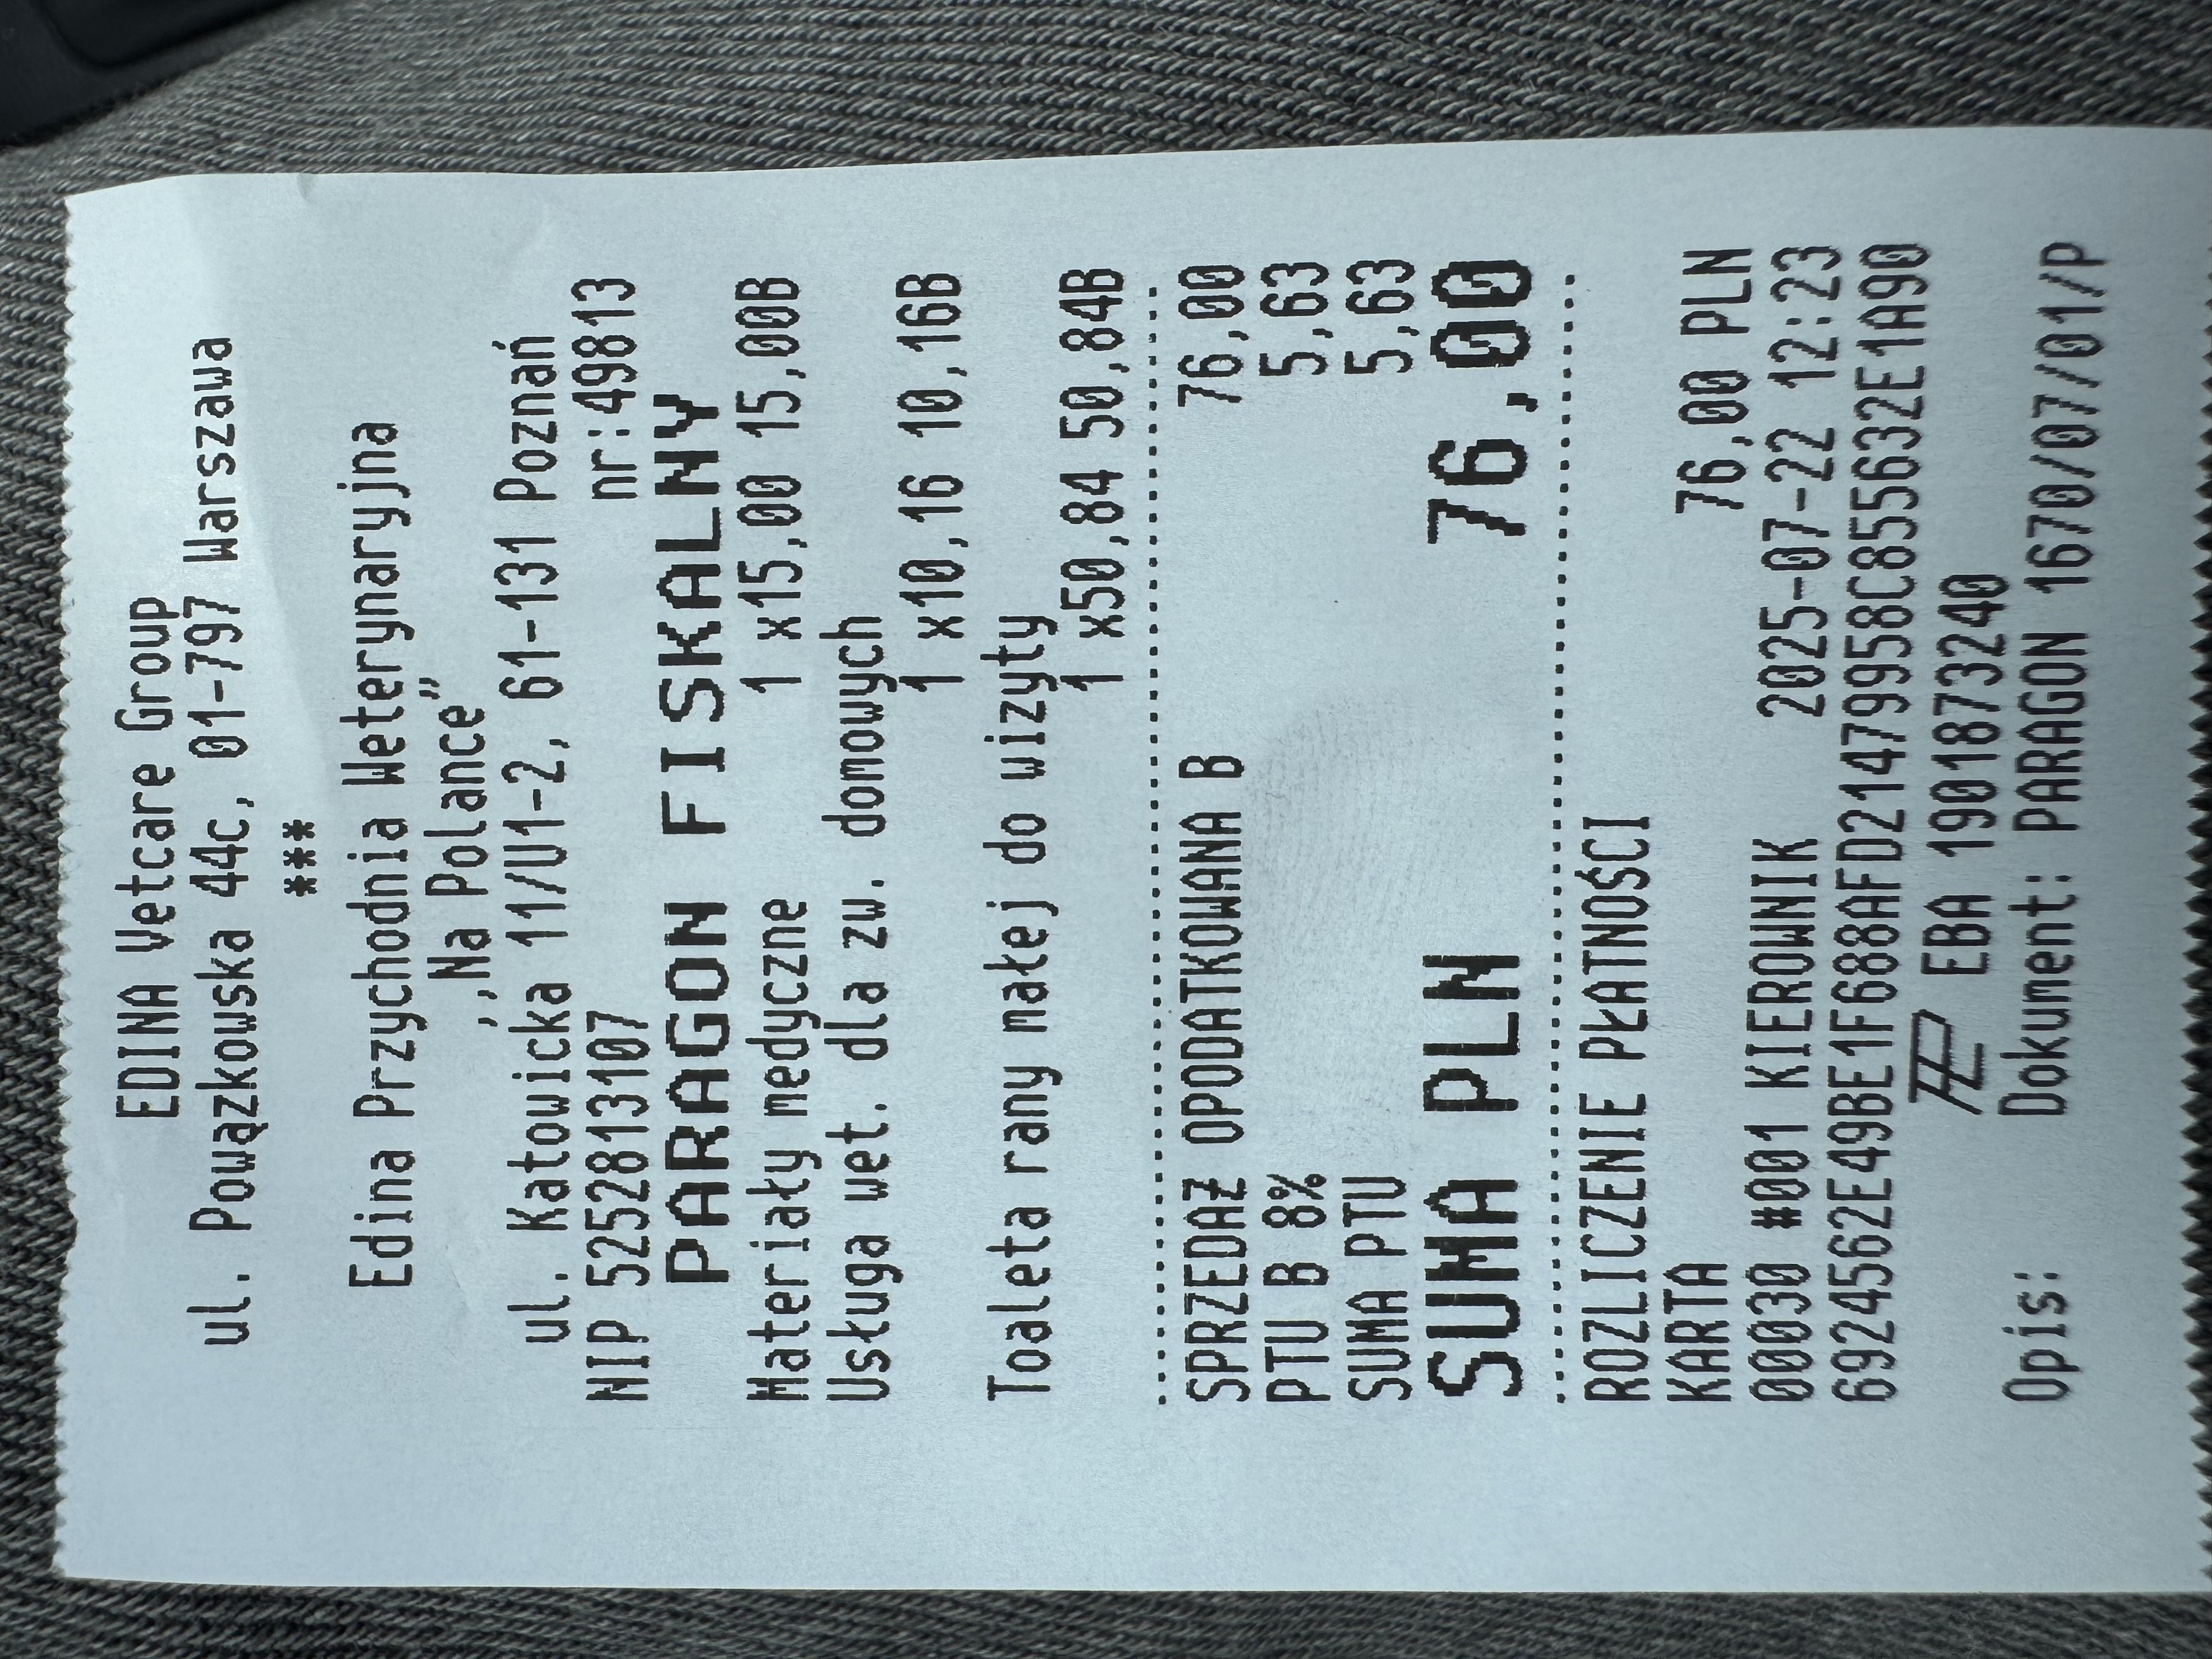 EDINA Vetcare Group
ul. Powązkowska 44c, 01-797 Warszawa
***
Edina Przychodnia Weterynaryjna
,,Na Polance”
ul. Katowicka 11/U1-2, 61-131 Poznań
NIP 5252813107 nr:49813
PARAGON FISKALNY
Materiały medyczne 1 x15,00 15,00B
Usługa wet. dla zw. domowych
1 x10,16 10,16B
Toaleta rany małej do wizyty
1 x50,84 50,84B
SPRZEDAŻ OPODATKOWANA B 76,00
PTU B 8% 5,63
SUMA PTU 5,63
SUMA PLN 76,00
ROZLICZENIE PŁATNOŚCI
KARTA 76,00 PLN
00030 #001 KIEROWNIK 2025-07-22 12:23
6924562E49BE1F688AFD21479958C855632E1A90
EBA 1901873240
Opis: Dokument: PARAGON 1670/07/01/P